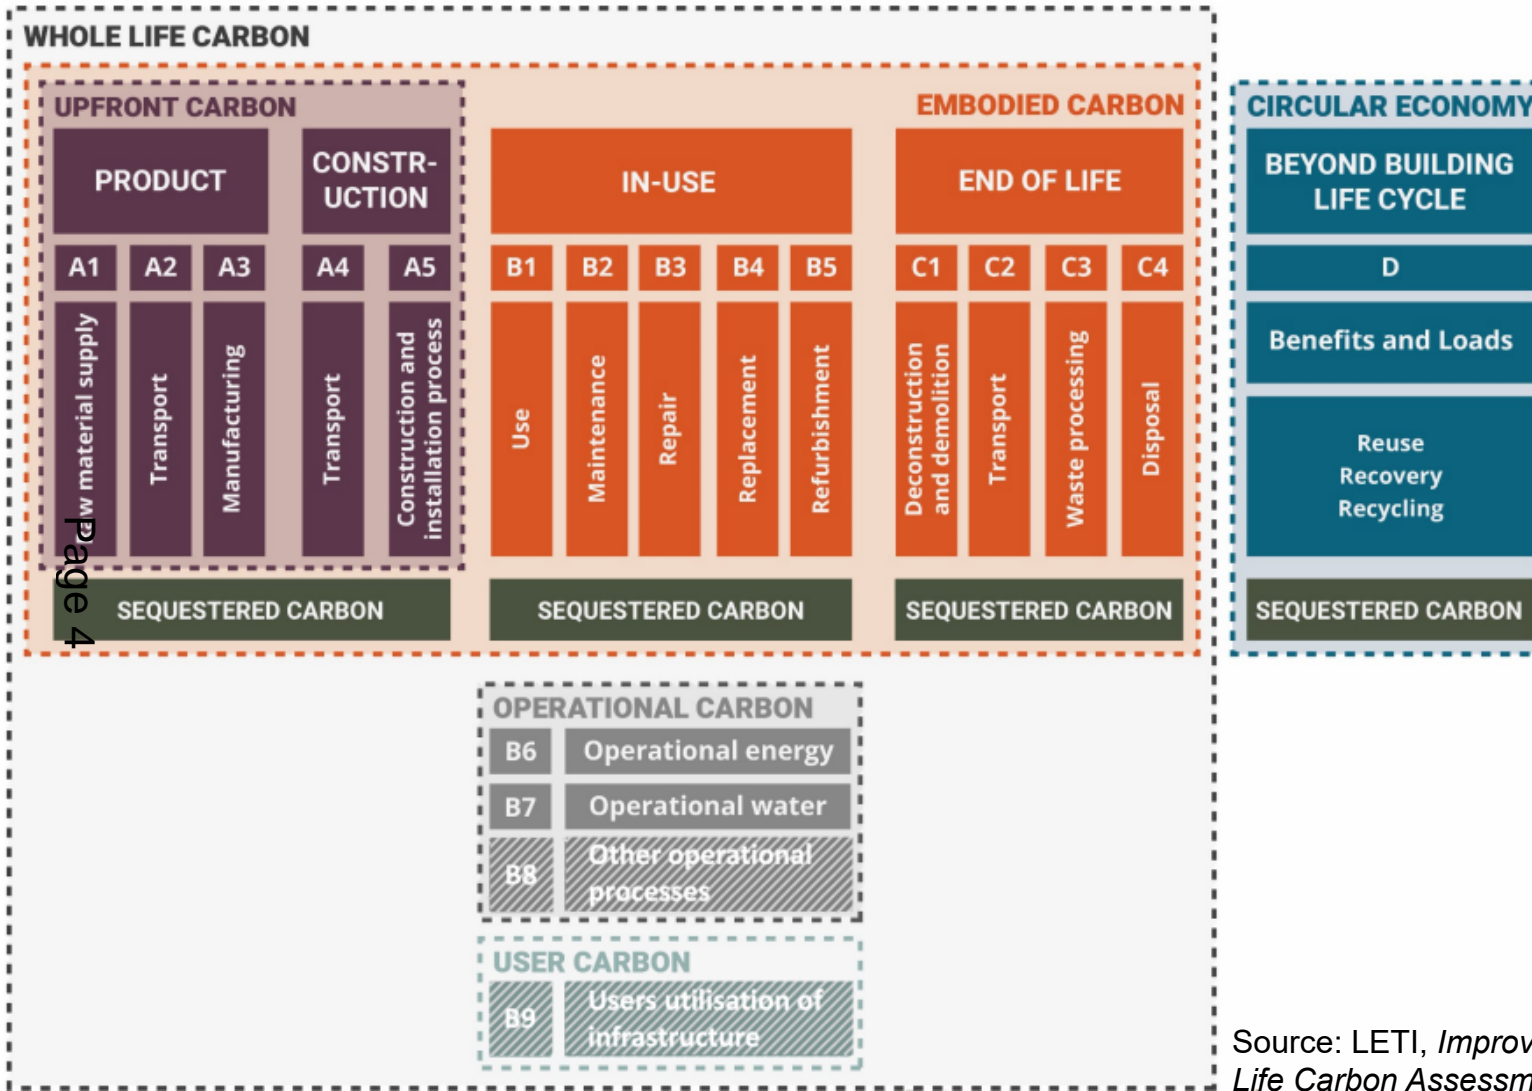 WHOLE LIFE CARBON
UPFRONT CARBON
EMBODIED CARBON
CIRCULAR ECONOMY
PRODUCT
CONSTR-
UCTION
IN-USE
END OF LIFE
BEYOND BUILDING
LIFE CYCLE
A1
A2
A3
A4
A5
B1
B2
B3
B4
B5
C1
C2
C3
C4
D
material supply
Transport
Manufacturing
Transport
Construction and
installation process
Use
Maintenance
Repair
Replacement
Refurbishment
Deconstruction
and demolition
Transport
Waste processing
Disposal
Benefits and Loads
Reuse
Recovery
Recycling
Page 4
SEQUESTERED CARBON
SEQUESTERED CARBON
SEQUESTERED CARBON
SEQUESTERED CARBON
OPERATIONAL CARBON
B6
Operational energy
B7
Operational water
B8
Other operational
processes
USER CARBON
B9
Users utilisation of
infrastructure
Source: LETI,
Life Carbon